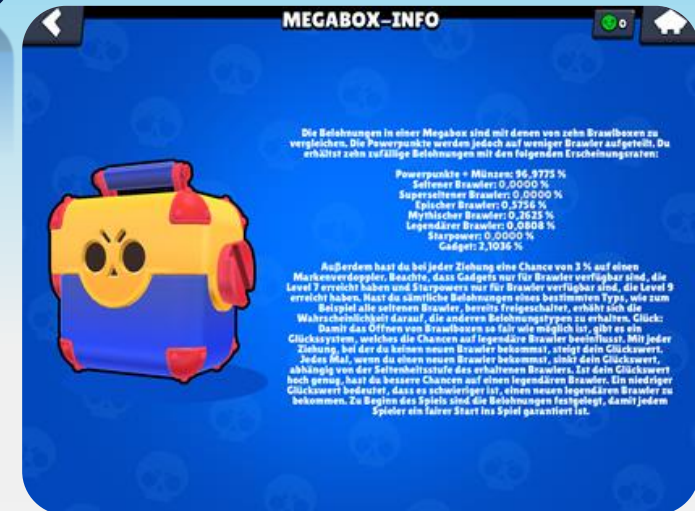 MEGABOX-INFO
0
Die Belohnungen in einer Megabox sind mit denen von zehn Brawlboxen zu
vergleichen. Die Powerpunkte werden jedoch auf weniger Brawler aufgeteilt. Du
erhältst zehn zufällige Belohnungen mit den folgenden Erscheinungsraten:
Powerpunkte + Münzen: 96,9775 %
Seltener Brawler: 0,0000 %
Superseltener Brawler: 0,0000 %
Epischer Brawler: 0,5756 %
Mythischer Brawler: 0,2625 %
Legendärer Brawler: 0,0808 %
Starpower: 0,0000 %
Gadget: 2,1036 %
Außerdem hast du bei jeder Ziehung eine Chance von 3 % auf einen
Markenverdoppler. Beachte, dass Gadgets nur für Brawler verfügbar sind, die
Level 7 erreicht haben und Starpowers nur für Brawler verfügbar sind, die Level 9
erreicht haben. Hast du sämtliche Belohnungen eines bestimmten Typs, wie zum
Beispiel alle seltenen Brawler, bereits freigeschaltet, erhöht sich die
Wahrscheinlichkeit darauf, die anderen Belohnungstypen zu erhalten. Glück:
Damit das Öffnen von Brawlboxen so fair wie möglich ist, gibt es ein
Glückssystem, welches die Chancen auf legendäre Brawler beeinflusst. Mit jeder
Ziehung, bei der du keinen neuen Brawler bekommst, steigt dein Glückswert.
Jedes Mal, wenn du einen neuen Brawler bekommst, sinkt dein Glückswert,
abhängig von der Seltenheitsstufe des erhaltenen Brawlers. Ist dein Glückswert
hoch genug, hast du bessere Chancen auf einen legendären Brawler. Ein niedriger
Glückswert bedeutet, dass es schwieriger ist, einen neuen legendären Brawler zu
bekommen. Zu Beginn des Spiels sind die Belohnungen festgelegt, damit jedem
Spieler ein fairer Start ins Spiel garantiert ist.